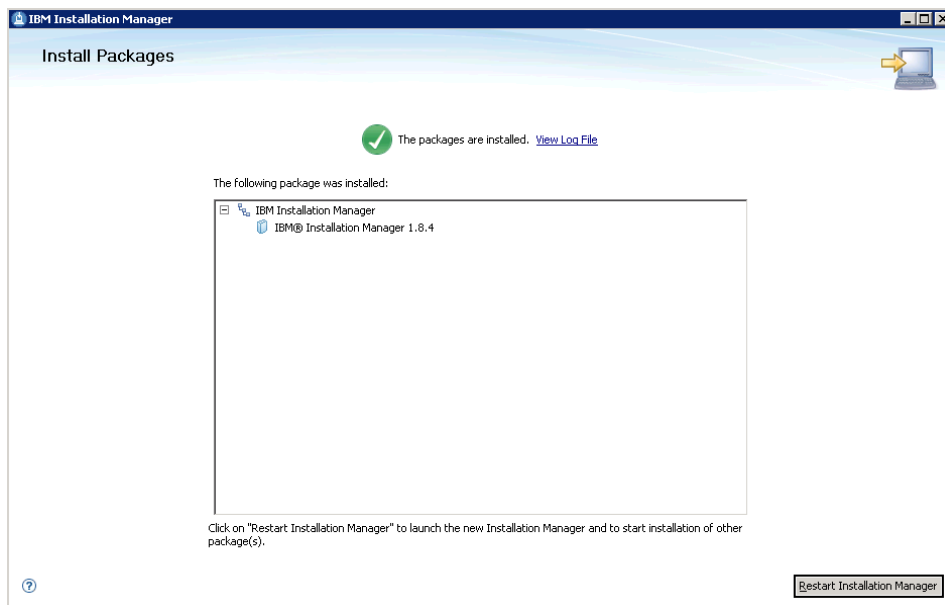 IBM Installation Manager
Install Packages
The packages are installed. View Log File
The following package was installed:
IBM Installation Manager
IBM® Installation Manager 1.8.4
Click on "Restart Installation Manager" to launch the new Installation Manager and to start installation of other
package(s).
?
Restart Installation Manager